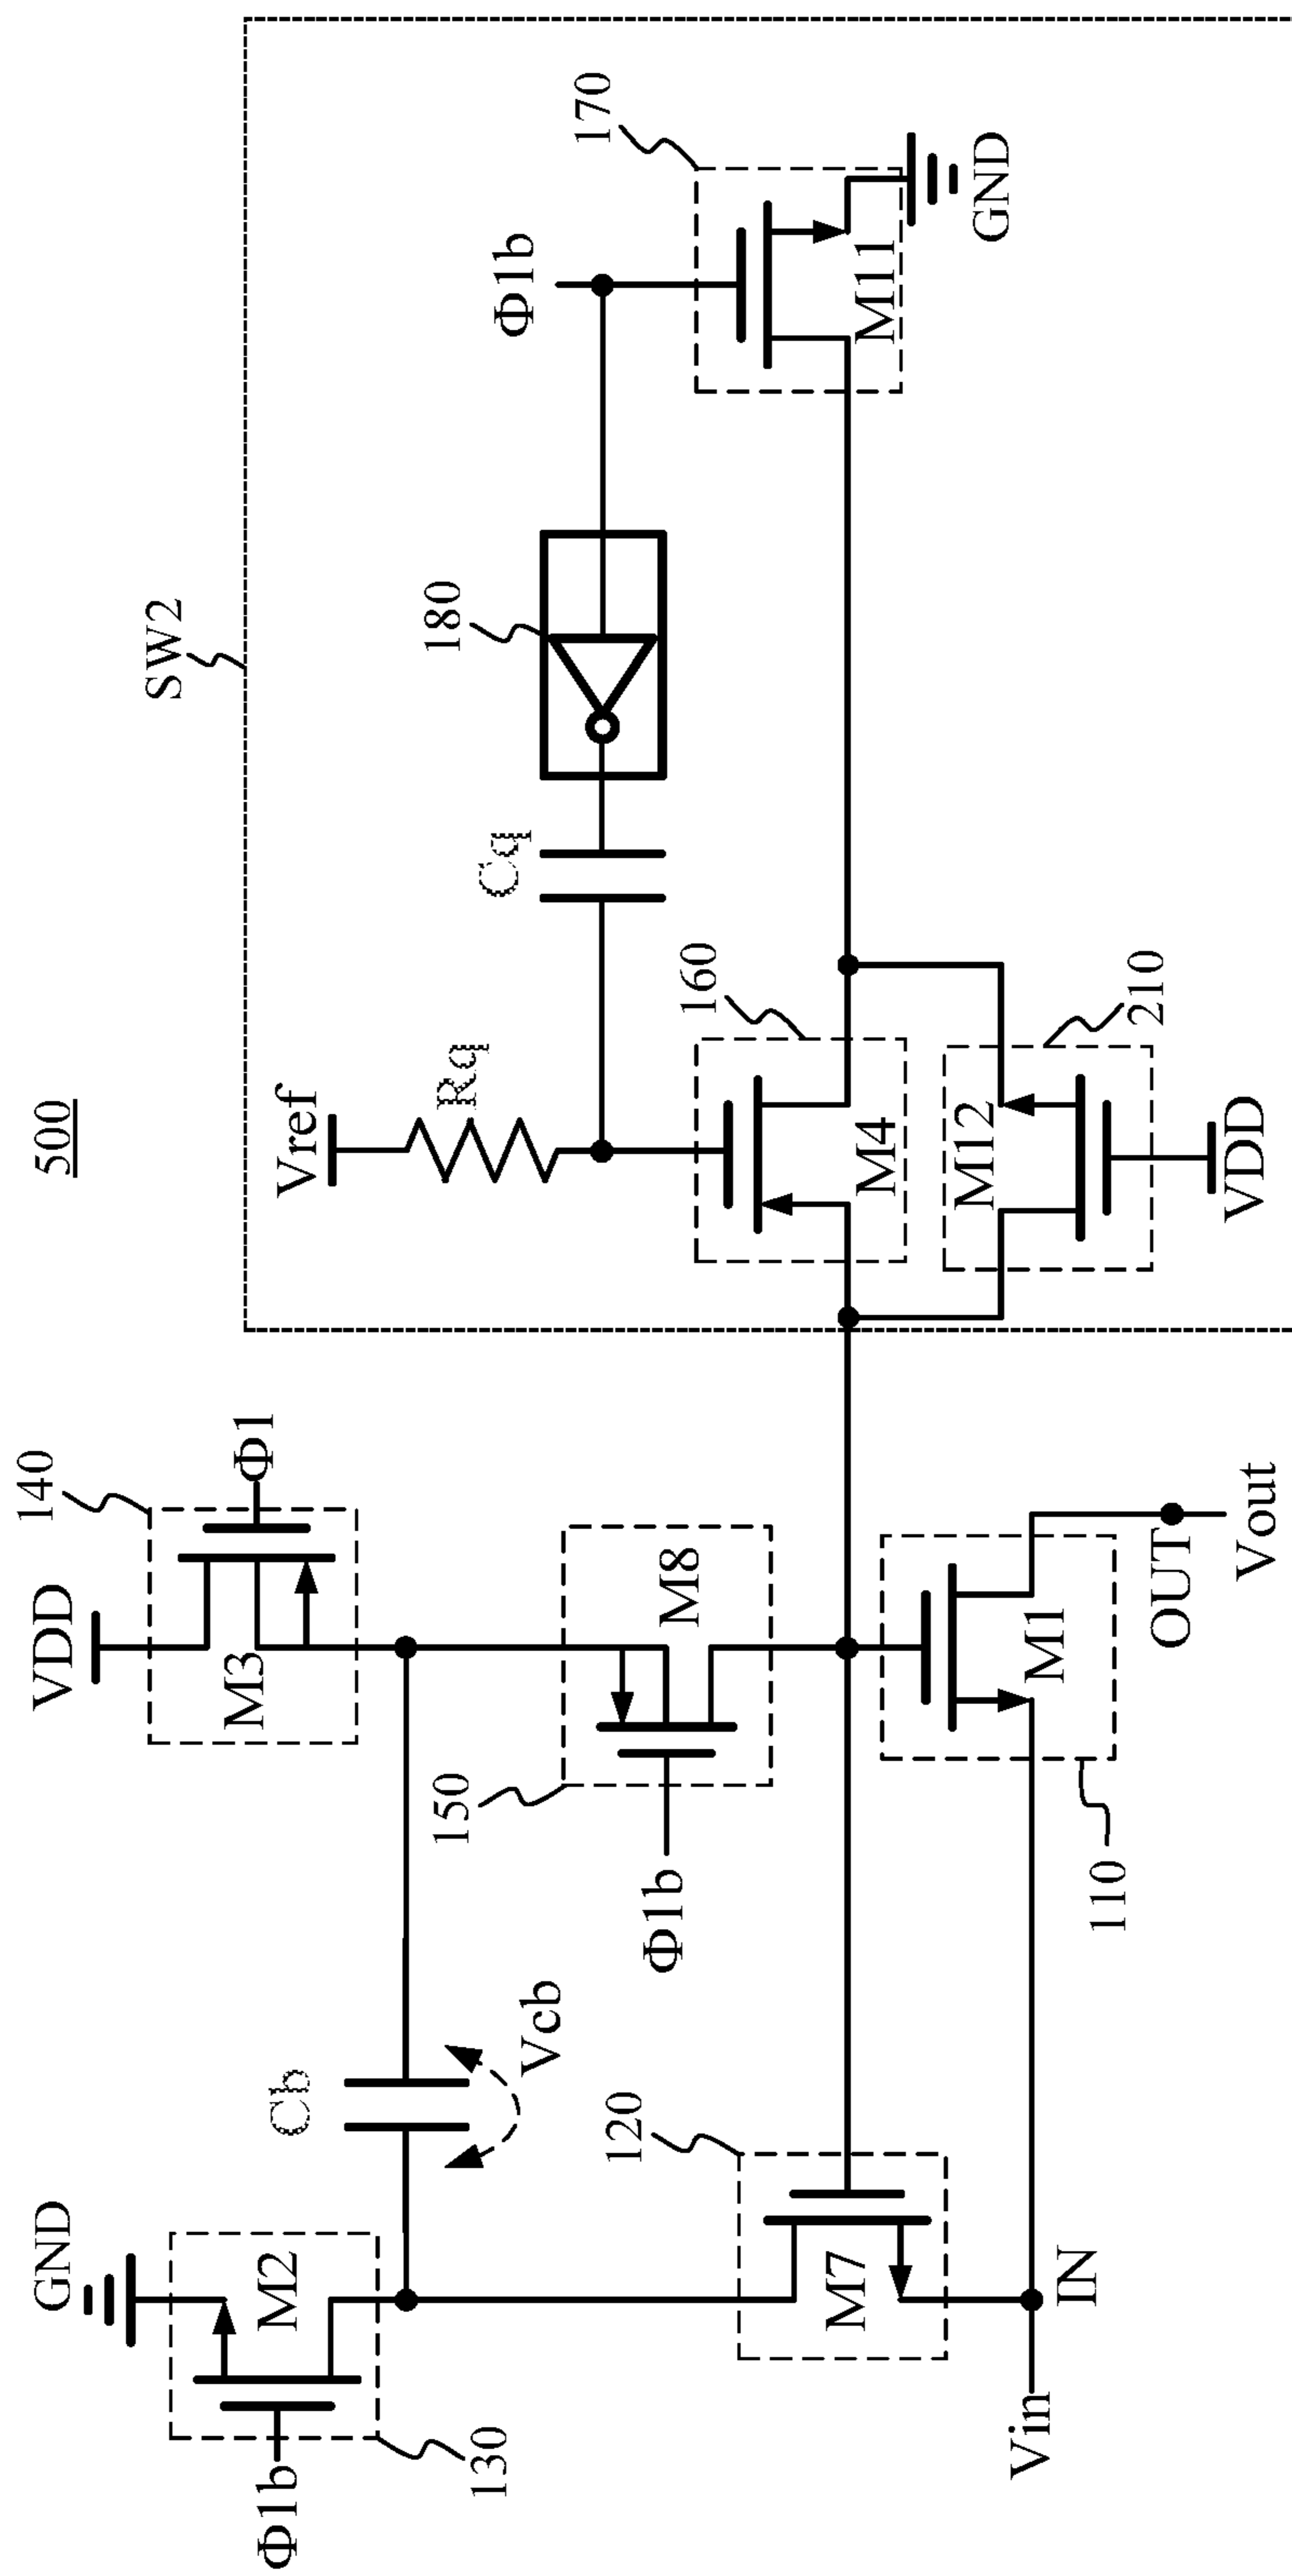 500
SW2
GND
130
Φ1b
M2
Cb
Vcb
VDD
140
Φ1
M3
150
Φ1b
M8
120
M7
Vin
IN
110
M1
OUT
Vout
Vref
Rq
Cq
180
Φ1b
170
M11
GND
160
M4
M12
210
VDD